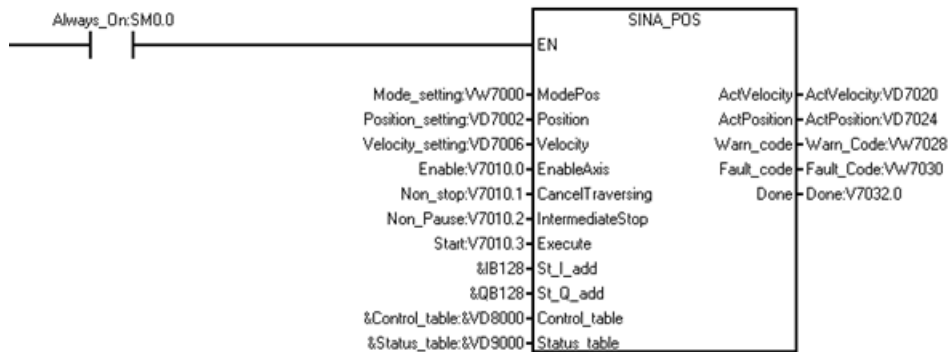 Always_On:SM0.0
SINA_POS
EN
Mode_setting:VW7000 ModePos ActVelocity ActVelocity:VD7020
Position_setting:VD7002 Position ActPosition ActPosition:VD7024
Velocity_setting:VD7006 Velocity Warn_code Warn_Code:VW7028
Enable:V7010.0 EnableAxis Fault_code Fault_Code:VW7030
Non_stop:V7010.1 CancelTraversing Done Done:V7032.0
Non_Pause:V7010.2 IntermediateStop
Start:V7010.3 Execute
&IB128 St_I_add
&QB128 St_Q_add
&Control_table:&VD8000 Control_table
&Status_table:&VD9000 Status_table